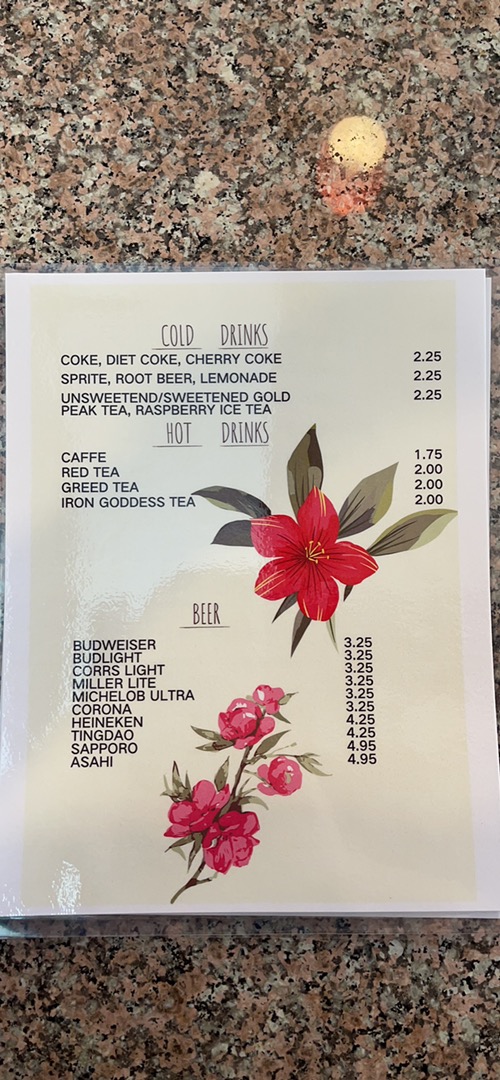 COLD DRINKS
COKE, DIET COKE, CHERRY COKE 2.25
SPRITE, ROOT BEER, LEMONADE 2.25
UNSWEETEND/SWEETENED GOLD 2.25
PEAK TEA, RASPBERRY ICE TEA
HOT DRINKS
CAFFE 1.75
RED TEA 2.00
GREED TEA 2.00
IRON GODDESS TEA 2.00
BEER
BUDWEISER 3.25
BUDLIGHT 3.25
CORRS LIGHT 3.25
MILLER LITE 3.25
MICHELOB ULTRA 3.25
CORONA 3.25
HEINEKEN 4.25
TINGDAO 4.25
SAPPORO 4.95
ASAHI 4.95